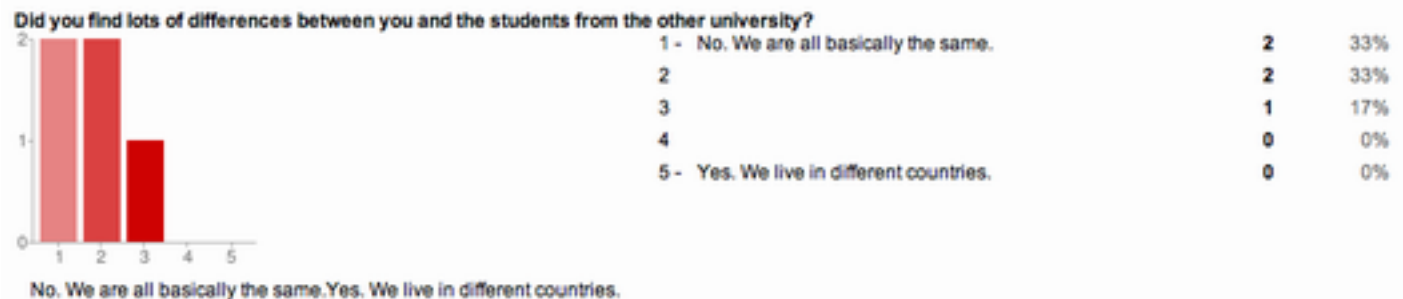 Did you find lots of differences between you and the students from the other university?
2
1
0
1 2 3 4 5
No. We are all basically the same.Yes. We live in different countries.
1 - No. We are all basically the same. 2 33%
2 2 33%
3 1 17%
4 0 0%
5 - Yes. We live in different countries. 0 0%